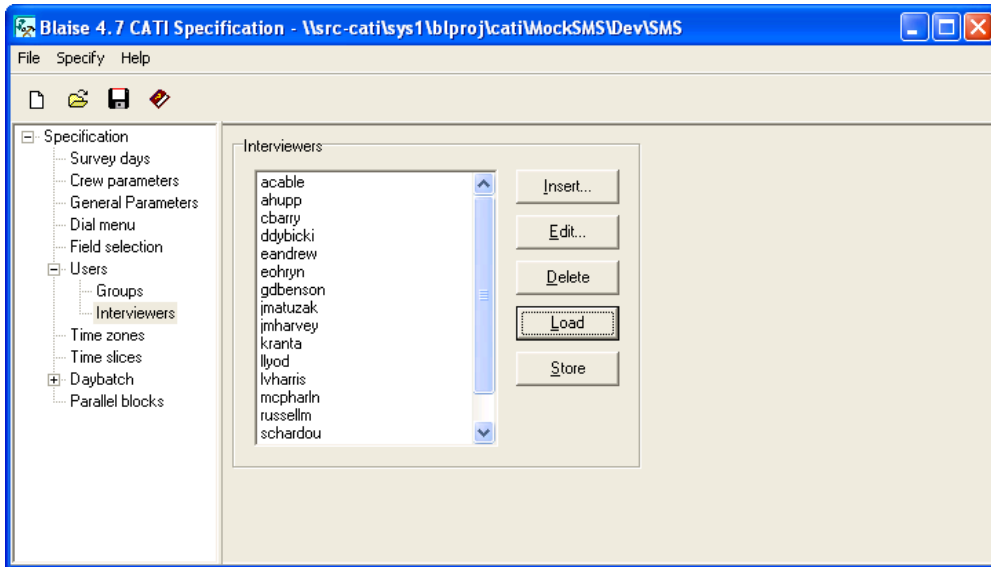 Blaise 4.7 CATI Specification - \\src-cati\sys1\blproj\cati\MockSMS\Dev\SMS
File Specify Help
Specification
Survey days
Crew parameters
General Parameters
Dial menu
Field selection
Users
Groups
Interviewers
Time zones
Time slices
Daybatch
Parallel blocks
Interviewers
acable
ahupp
cbarry
ddybicki
eandrew
eohryn
gdbenson
jmatuzak
jmharvey
kranta
llyod
lvharris
mcpharln
russellm
schardou
Insert...
Edit...
Delete
Load
Store